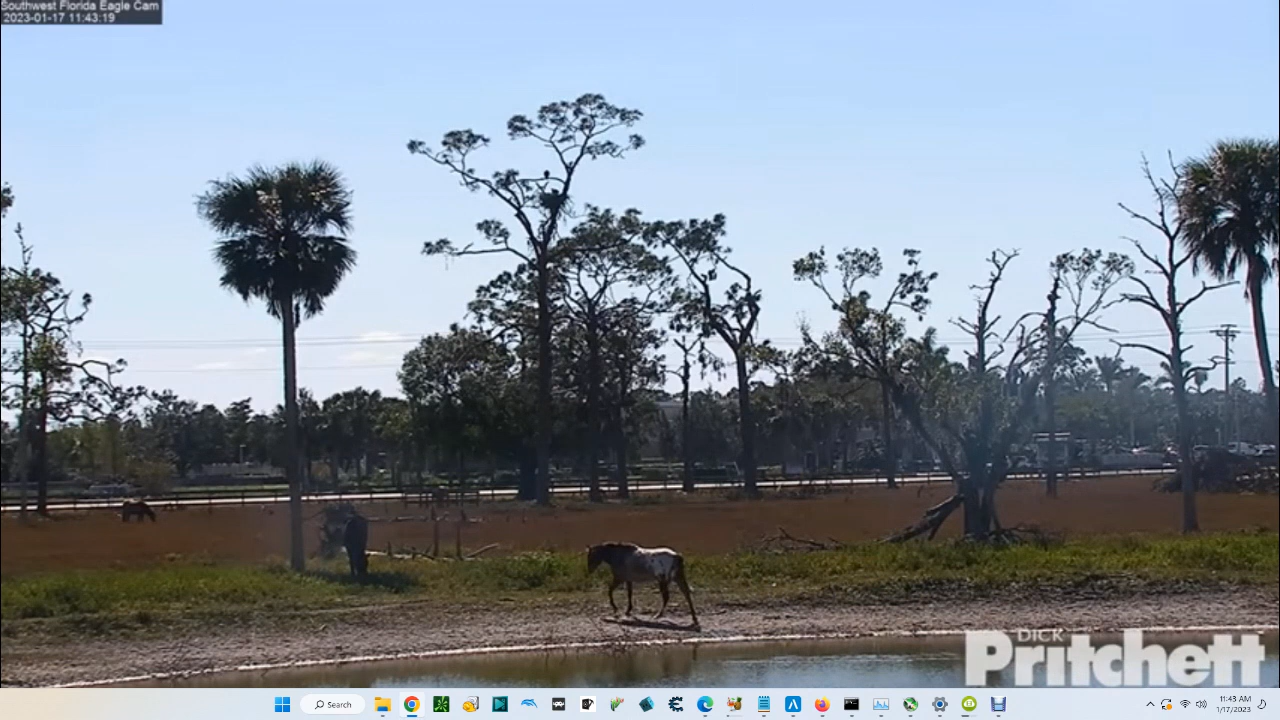 Southwest Florida Eagle Cam
2023-01-17 11:43:19
DICK
Pritchett
Search
11:43 AM
1/17/2023